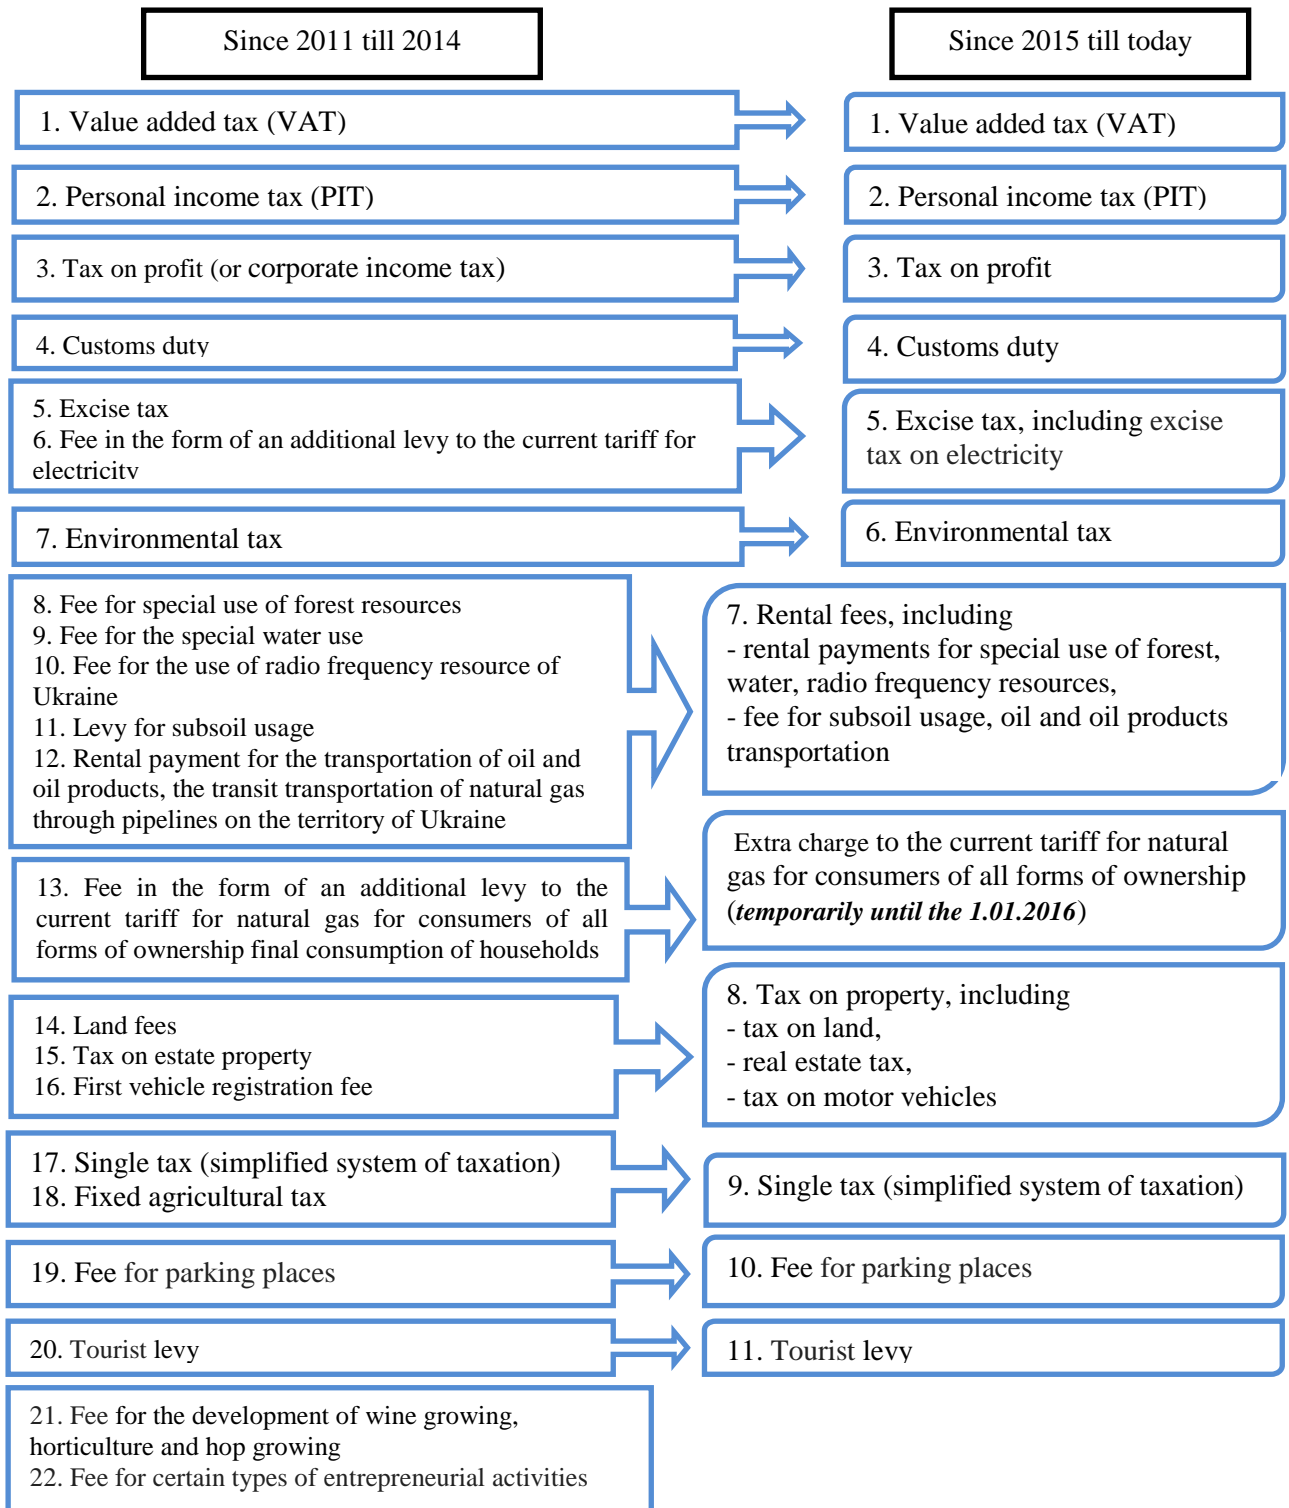 Since 2011 till 2014
Since 2015 till today
1. Value added tax (VAT)
1. Value added tax (VAT)
2. Personal income tax (PIT)
2. Personal income tax (PIT)
3. Tax on profit (or corporate income tax)
3. Tax on profit
4. Customs duty
4. Customs duty
5. Excise tax
6. Fee in the form of an additional levy to the current tariff for
electricity
5. Excise tax, including excise
tax on electricity
7. Environmental tax
6. Environmental tax
8. Fee for special use of forest resources
9. Fee for the special water use
10. Fee for the use of radio frequency resource of
Ukraine
11. Levy for subsoil usage
12. Rental payment for the transportation of oil and
oil products, the transit transportation of natural gas
through pipelines on the territory of Ukraine
7. Rental fees, including
- rental payments for special use of forest,
water, radio frequency resources,
- fee for subsoil usage, oil and oil products
transportation
13. Fee in the form of an additional levy to the
current tariff for natural gas for consumers of all
forms of ownership final consumption of households
Extra charge to the current tariff for natural
gas for consumers of all forms of ownership
(temporarily until the 1.01.2016)
14. Land fees
15. Tax on estate property
16. First vehicle registration fee
8. Tax on property, including
- tax on land,
- real estate tax,
- tax on motor vehicles
17. Single tax (simplified system of taxation)
18. Fixed agricultural tax
9. Single tax (simplified system of taxation)
19. Fee for parking places
10. Fee for parking places
20. Tourist levy
11. Tourist levy
21. Fee for the development of wine growing,
horticulture and hop growing
22. Fee for certain types of entrepreneurial activities